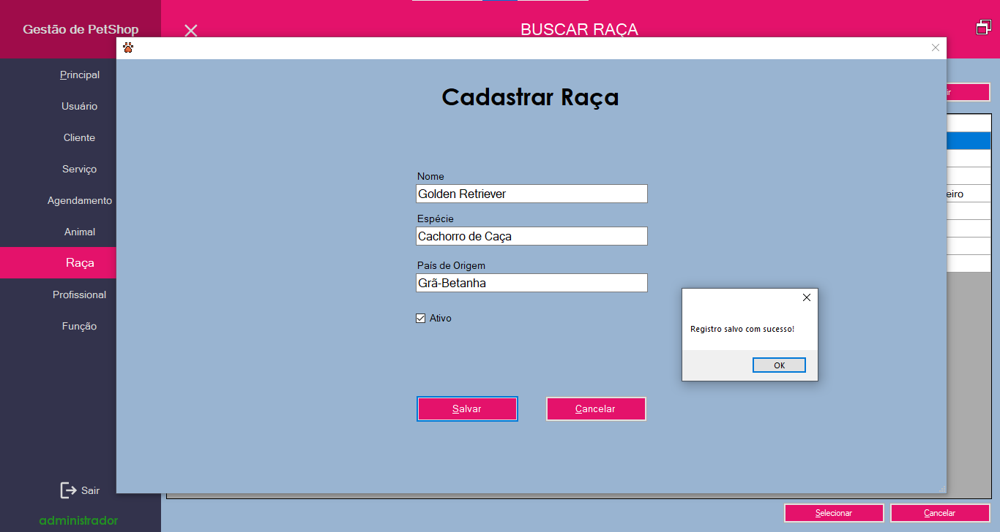 Gestão de PetShop
BUSCAR RAÇA
Principal
Usuário
Cliente
Serviço
Agendamento
Animal
Raça
Profissional
Função
Sair
administrador
Cadastrar Raça
Nome
Golden Retriever
Espécie
Cachorro de Caça
País de Origem
Grã-Betanha
Ativo
Salvar
Cancelar
Registro salvo com sucesso!
OK
ir
eiro
Selecionar
Cancelar